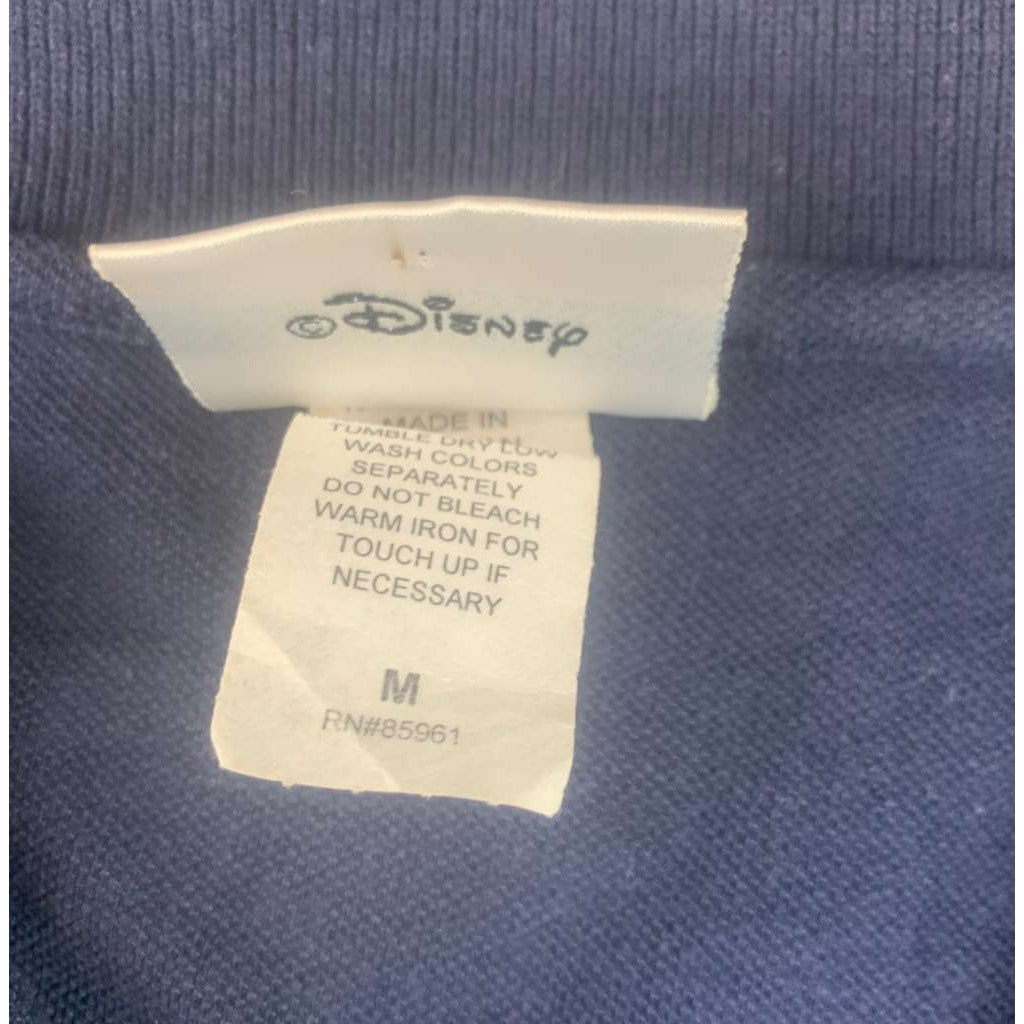 © Disney
MADE IN
TUMBLE DRY LOW
WASH COLORS
SEPARATELY
DO NOT BLEACH
WARM IRON FOR
TOUCH UP IF
NECESSARY
M
RN#85961